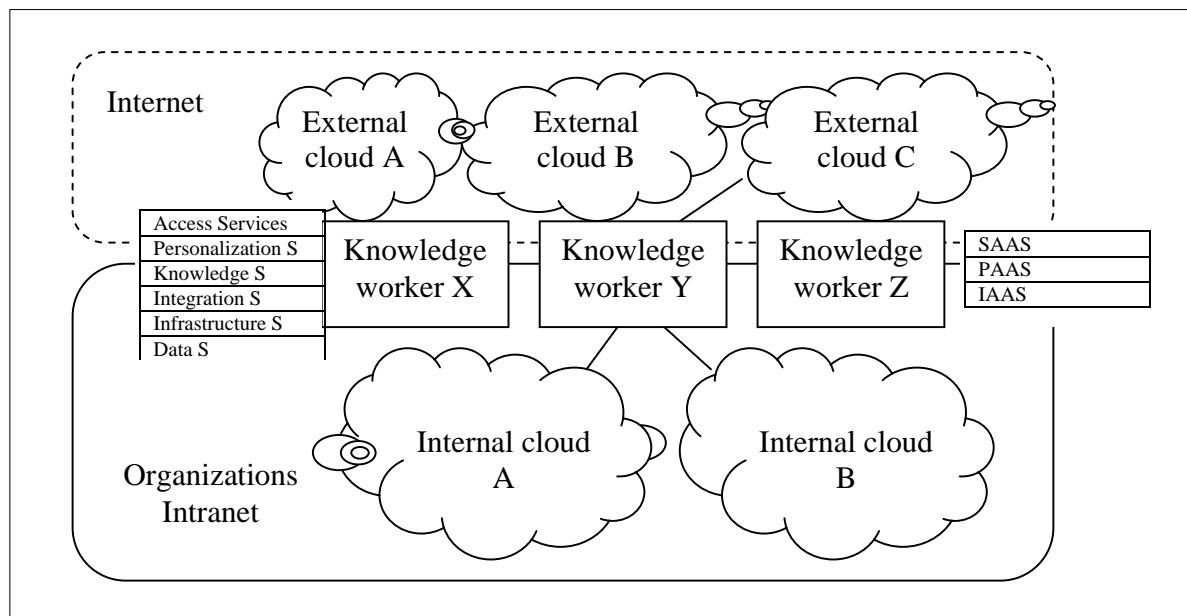 Internet
External
cloud A
External
cloud B
External
cloud C
Access Services
Personalization S
Knowledge S
Integration S
Infrastructure S
Data S
Knowledge
worker X
Knowledge
worker Y
Knowledge
worker Z
SAAS
PAAS
IAAS
Internal cloud
A
Internal cloud
B
Organizations
Intranet